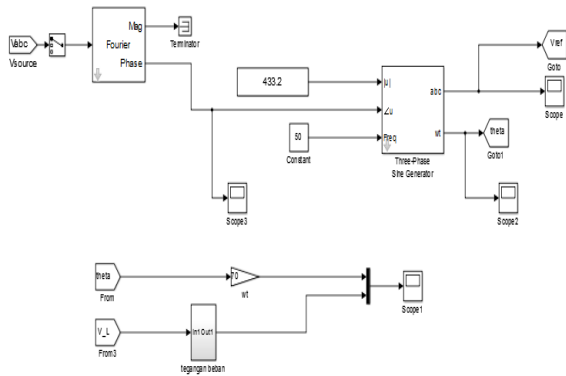 Vabc
Vsource
Fourier
Mag
Phase
Terminator
433.2
50
Constant
|u|
∠u
Freq
abc
wt
Three-Phase
Sine Generator
Vref
Goto
Scope
theta
Goto1
Scope2
Scope3
theta
From
70
wt
Scope1
V_L
From3
In1 Out1
tegangan beban